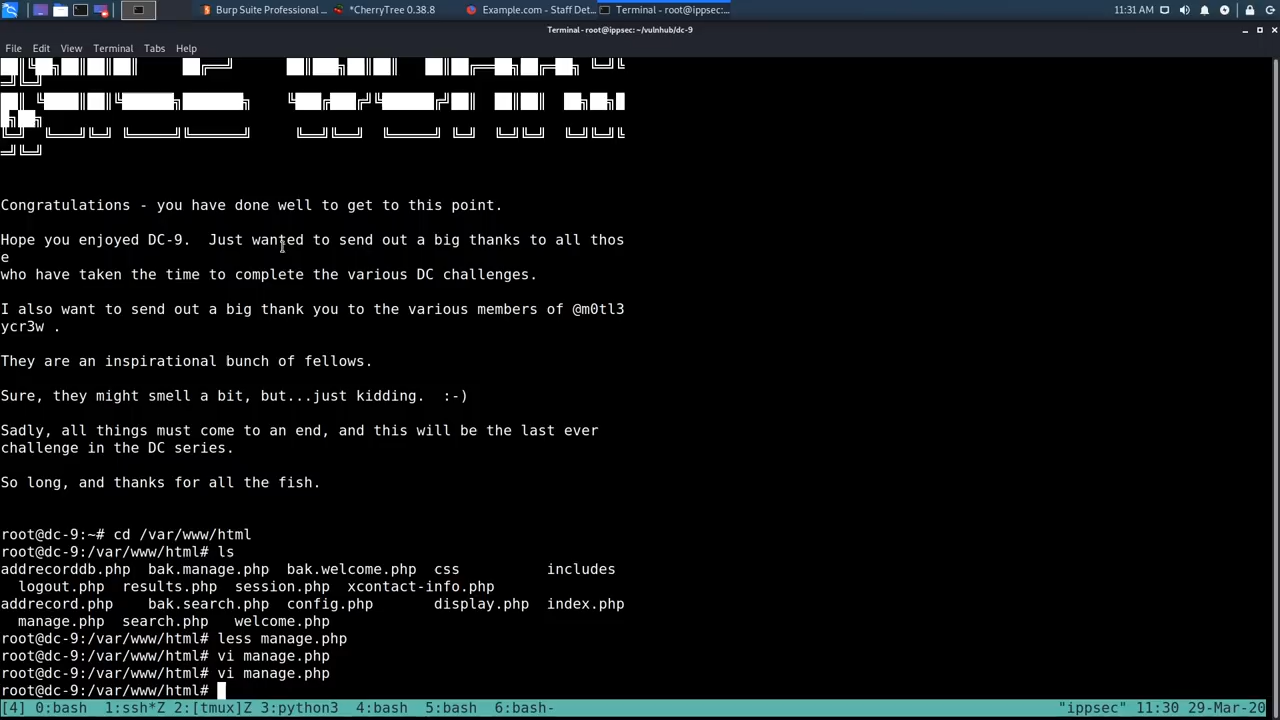 Burp Suite Professional ...
*CherryTree 0.38.8
Example.com - Staff Det...
Terminal - root@ippsec:...
11:31 AM
Terminal - root@ippsec: ~/vulnhub/dc-9
File Edit View Terminal Tabs Help
Congratulations - you have done well to get to this point.
Hope you enjoyed DC-9.  Just wanted to send out a big thanks to all thos
e
who have taken the time to complete the various DC challenges.
I also want to send out a big thank you to the various members of @m0tl3
ycr3w .
They are an inspirational bunch of fellows.
Sure, they might smell a bit, but...just kidding.  :-)
Sadly, all things must come to an end, and this will be the last ever
challenge in the DC series.
So long, and thanks for all the fish.
root@dc-9:~# cd /var/www/html
root@dc-9:/var/www/html# ls
addrecorddb.php  bak.manage.php  bak.welcome.php  css          includes
  logout.php  results.php  session.php  xcontact-info.php
addrecord.php    bak.search.php  config.php       display.php  index.php
  manage.php  search.php   welcome.php
root@dc-9:/var/www/html# less manage.php
root@dc-9:/var/www/html# vi manage.php
root@dc-9:/var/www/html# vi manage.php
root@dc-9:/var/www/html#
[4] 0:bash  1:ssh*Z 2:[tmux]Z 3:python3  4:bash  5:bash  6:bash- "ippsec" 11:30 29-Mar-20